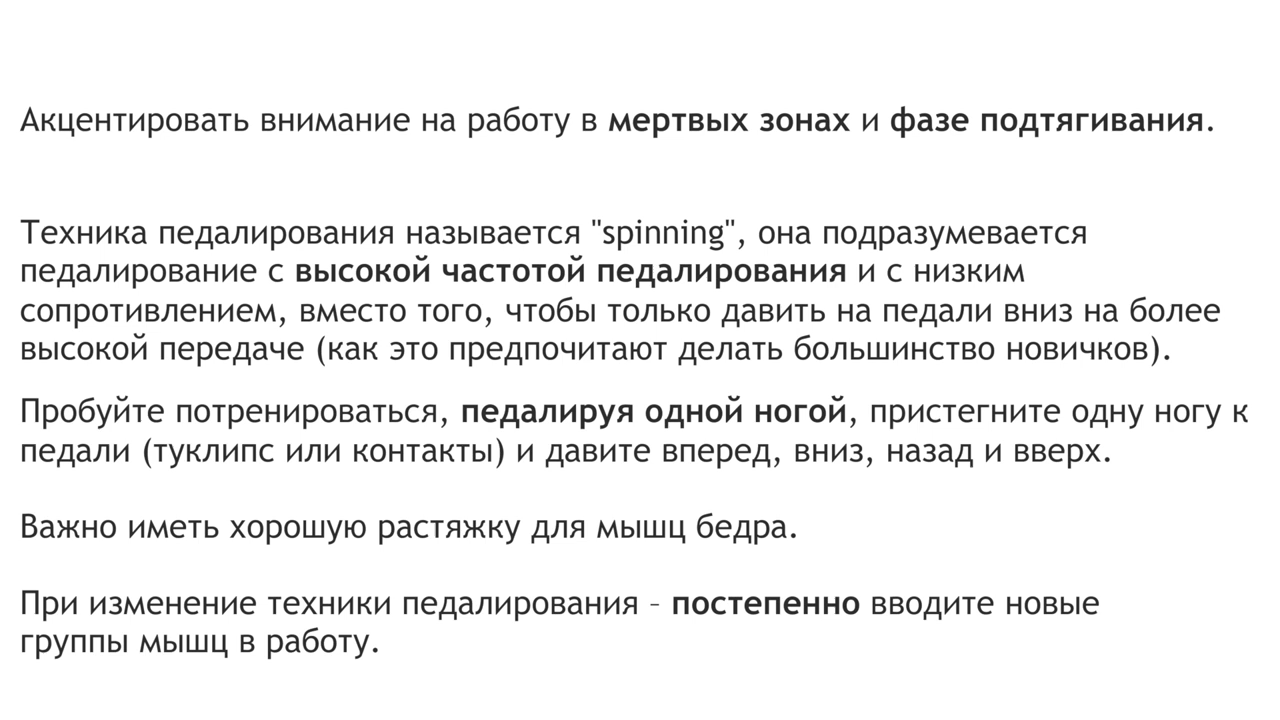 Акцентировать внимание на работу в мертвых зонах и фазе подтягивания.
Техника педалирования называется "spinning", она подразумевается
педалирование с высокой частотой педалирования и с низким
сопротивлением, вместо того, чтобы только давить на педали вниз на более
высокой передаче (как это предпочитают делать большинство новичков).
Пробуйте потренироваться, педалируя одной ногой, пристегните одну ногу к
педали (туклипс или контакты) и давите вперед, вниз, назад и вверх.
Важно иметь хорошую растяжку для мышц бедра.
При изменение техники педалирования – постепенно вводите новые
группы мышц в работу.